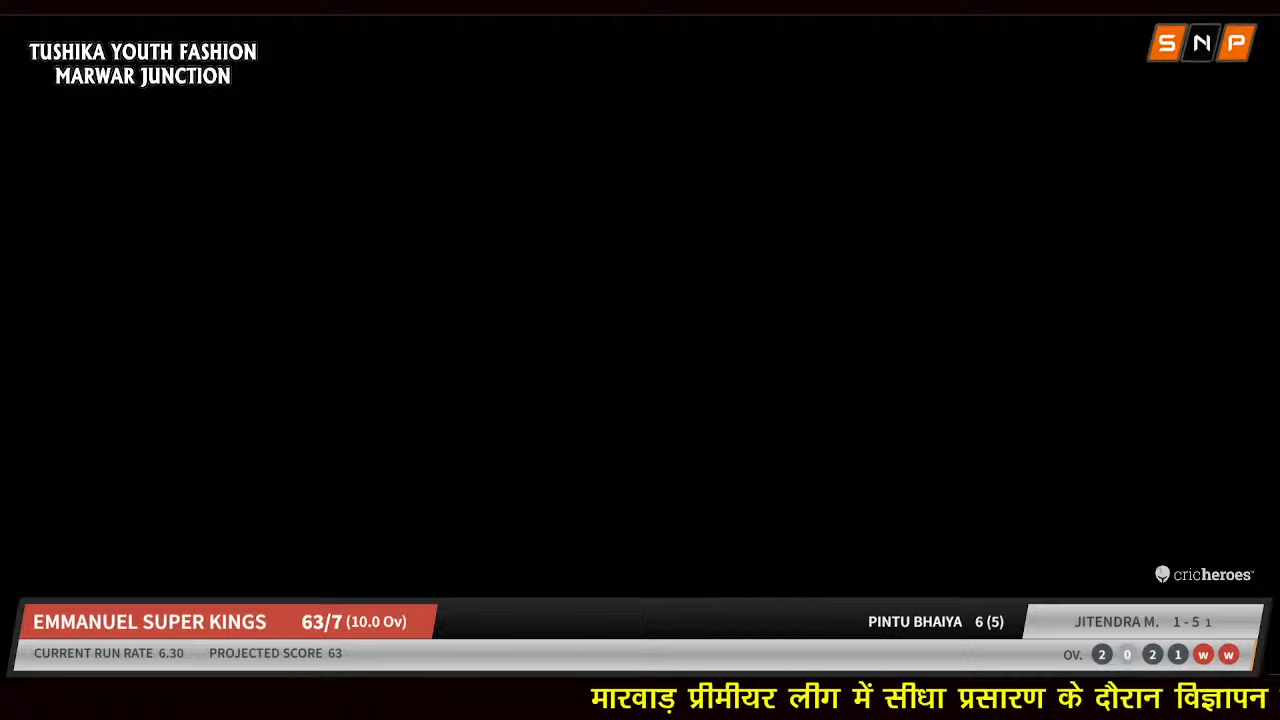 TUSHIKA YOUTH FASHION
MARWAR JUNCTION
S N P
cricheroes
EMMANUEL SUPER KINGS 63/7 (10.0 Ov) PINTU BHAIYA 6 (5) JITENDRA M. 1 - 5 1
CURRENT RUN RATE 6.30 PROJECTED SCORE 63 OV. 2 0 2 1 w w
मारवाड़ प्रीमीयर लीग में सीधा प्रसारण के दौरान विज्ञापन